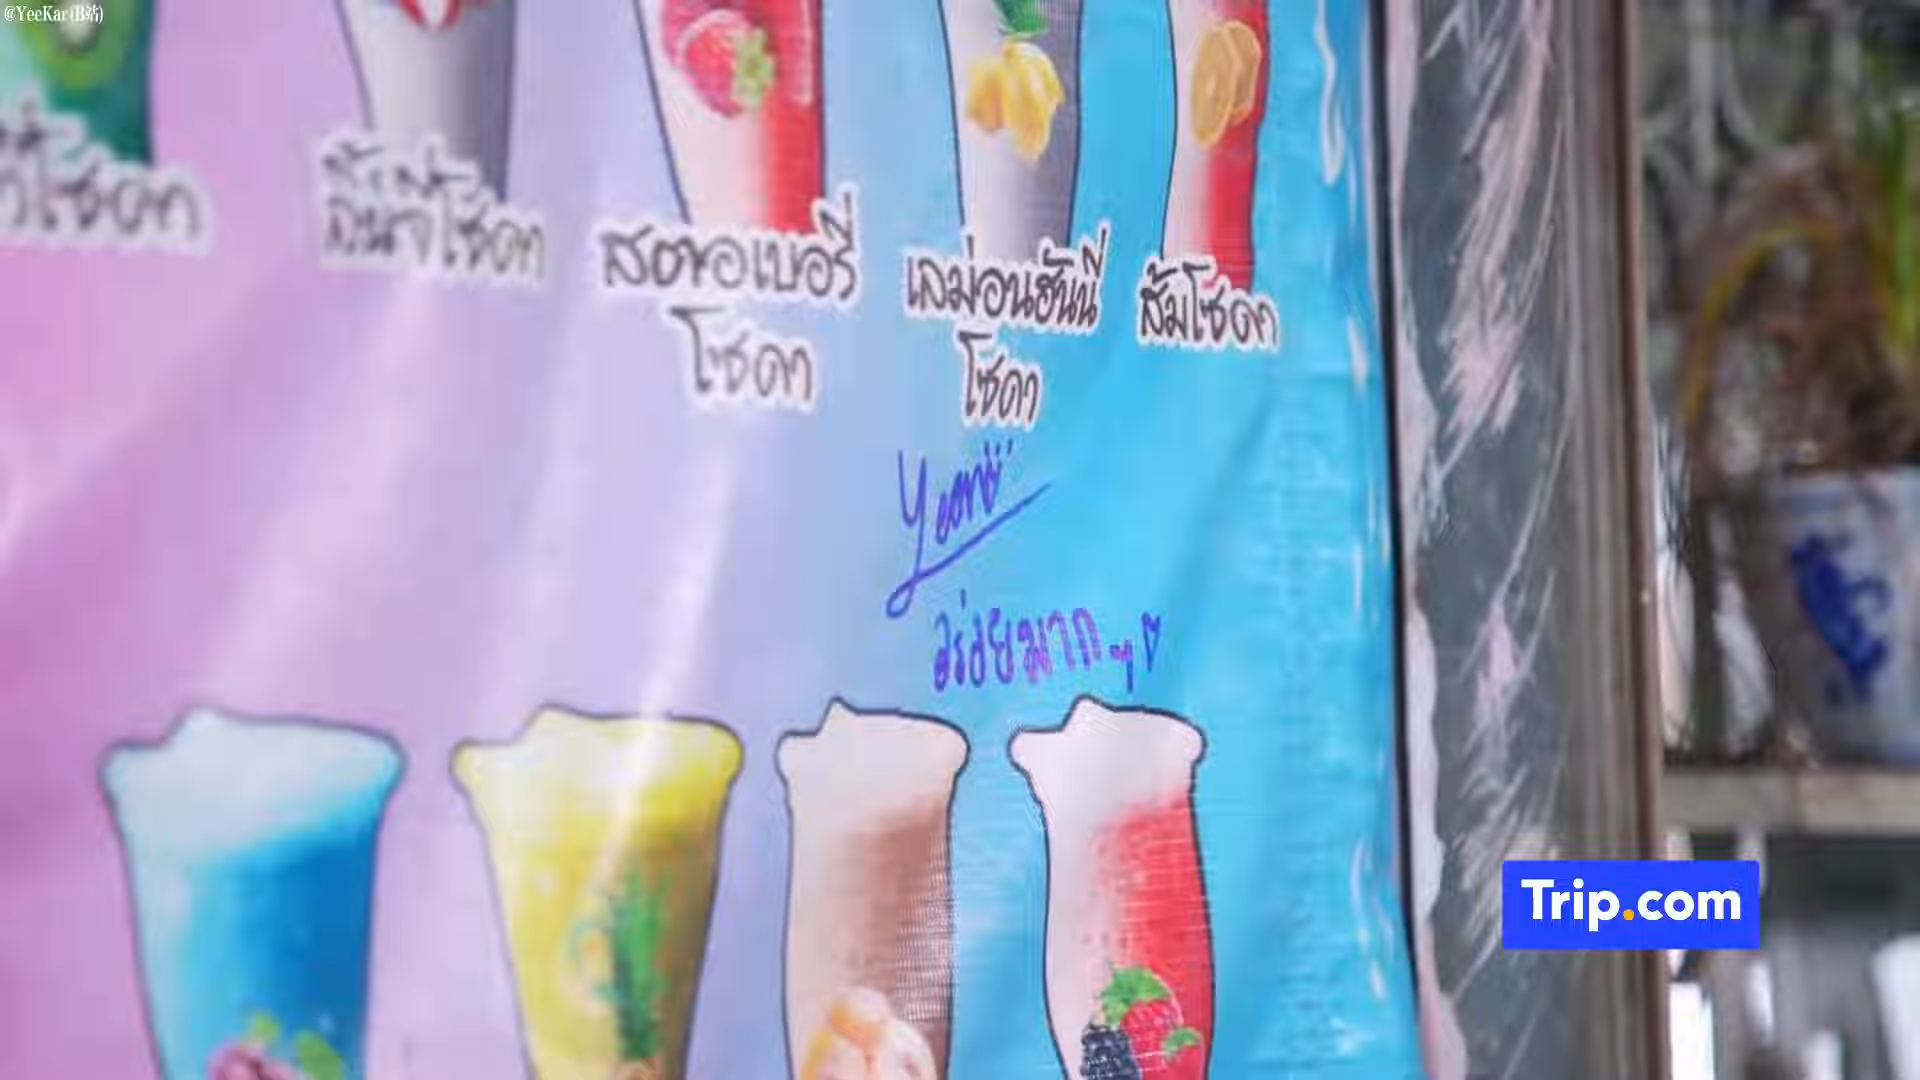 @YeeKar(B站)
โซดา
ลิ้นจี่โซดา
สตอเบอรี่
โซดา
เลม่อนฮันนี่
โซดา
ส้มโซดา
อร่อยมาก ๆ
Trip.com